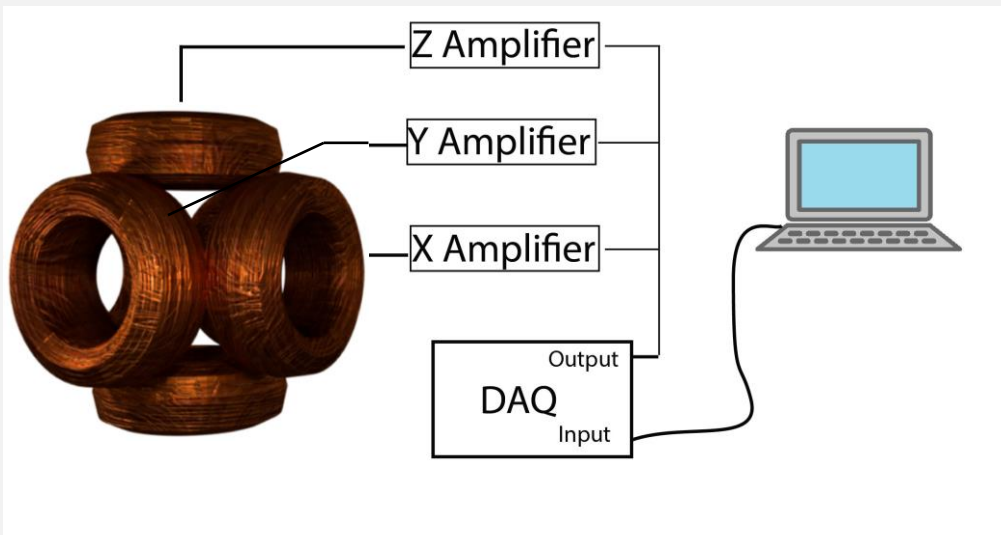 Z Amplifier
Y Amplifier
X Amplifier
Output
DAQ
Input